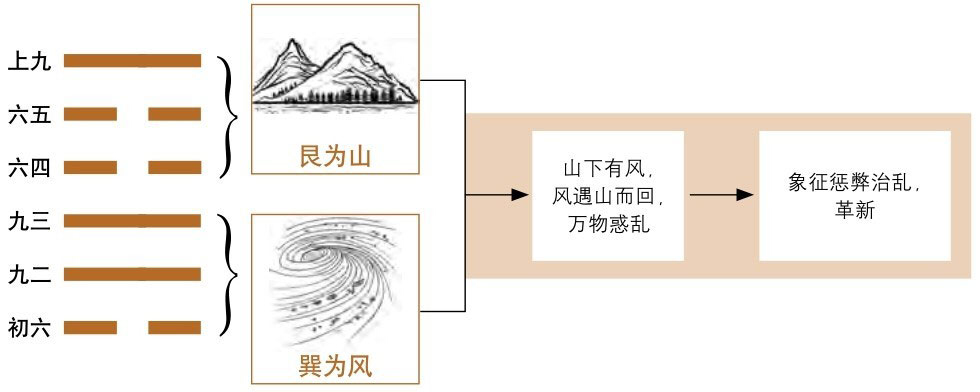 上九
六五
六四
九三
九二
初六
艮为山
巽为风
山下有风，
风遇山而回，
万物惑乱
象征惩弊治乱，
革新